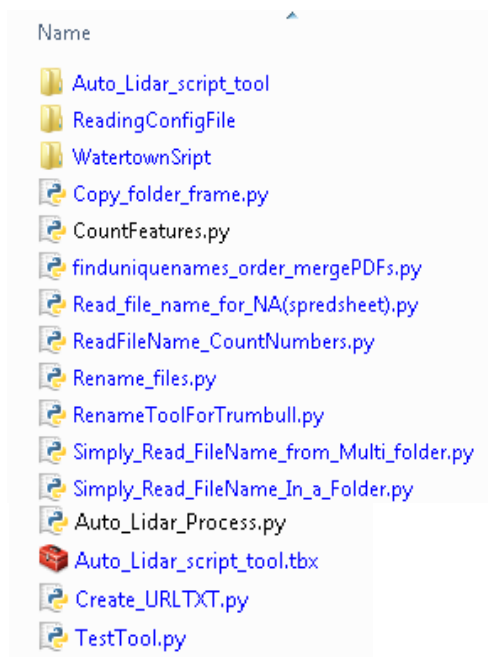 Name
Auto_Lidar_script_tool
ReadingConfigFile
WatertownSript
Copy_folder_frame.py
CountFeatures.py
finduniquenames_order_mergePDFs.py
Read_file_name_for_NA(spredsheet).py
ReadFileName_CountNumbers.py
Rename_files.py
RenameToolForTrumbull.py
Simply_Read_FileName_from_Multi_folder.py
Simply_Read_FileName_In_a_Folder.py
Auto_Lidar_Process.py
Auto_Lidar_script_tool.tbx
Create_URLTXT.py
TestTool.py